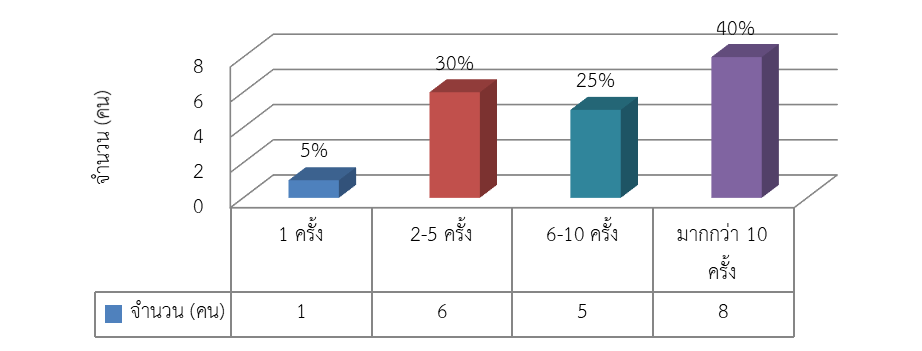 40%
30%
25%
5%
8
6
4
2
0
จำนวน (คน)
1 ครั้ง 2-5 ครั้ง 6-10 ครั้ง มากกว่า 10
ครั้ง
จำนวน (คน) 1 6 5 8